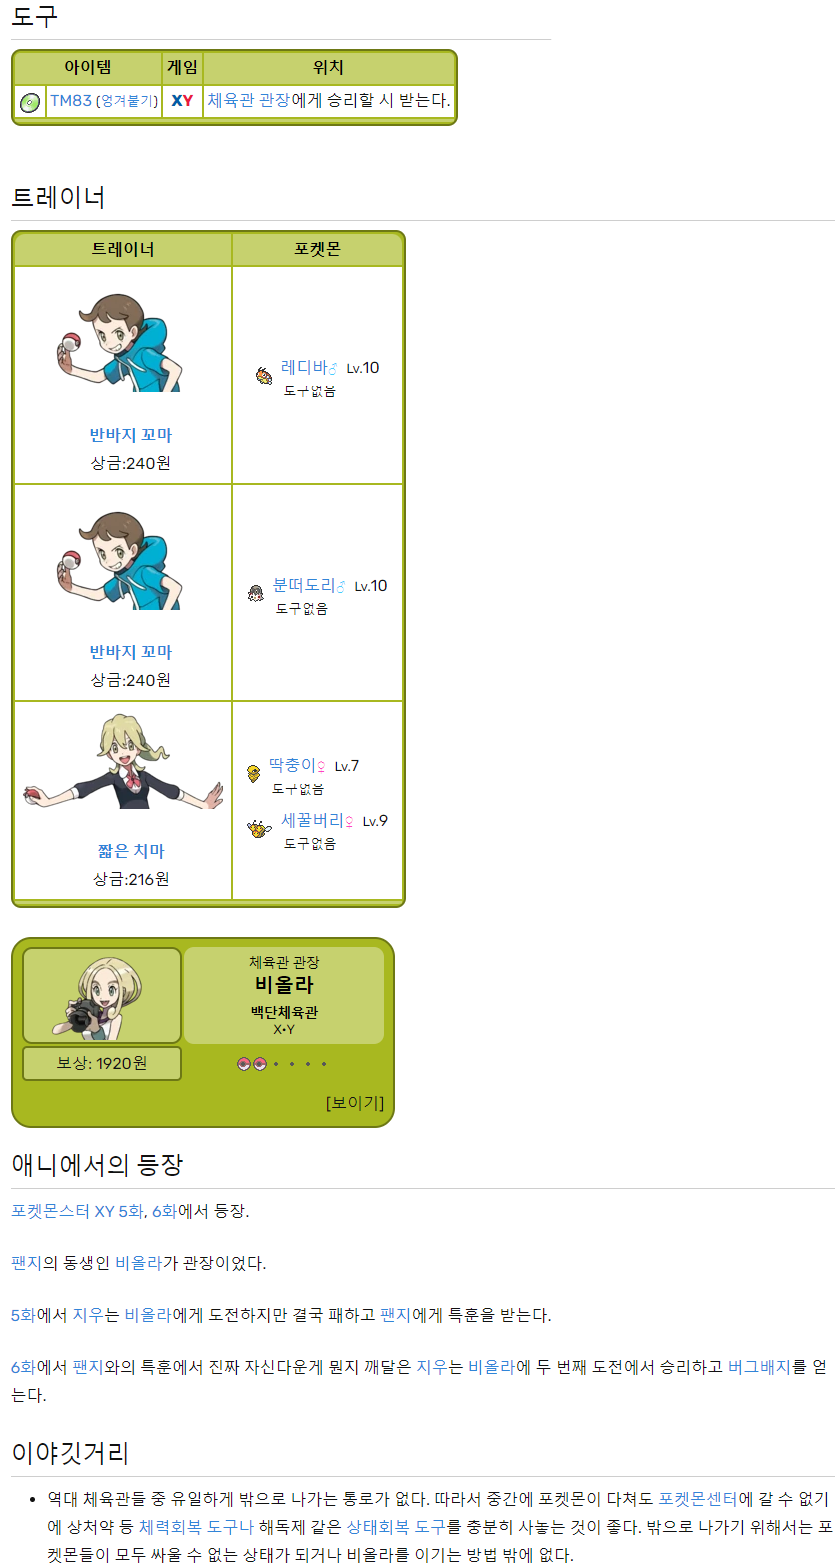 도구
아이템 게임 위치
TM83 (엉겨붙기) XY 체육관 관장에게 승리할 시 받는다.
트레이너
트레이너 포켓몬
레디바♂ Lv.10
도구없음
반바지 꼬마
상금:240원
분떠도리♂ Lv.10
도구없음
반바지 꼬마
상금:240원
딱충이♀ Lv.7
도구없음
세꿀버리♀ Lv.9
도구없음
짧은 치마
상금:216원
체육관 관장
비올라
백단체육관
X•Y
보상: 1920원
[보이기]
애니에서의 등장
포켓몬스터 XY 5화, 6화에서 등장.
팬지의 동생인 비올라가 관장이었다.
5화에서 지우는 비올라에게 도전하지만 결국 패하고 팬지에게 특훈을 받는다.
6화에서 팬지와의 특훈에서 진짜 자신다운게 뭔지 깨달은 지우는 비올라에 두 번째 도전에서 승리하고 버그배지를 얻
는다.
이야깃거리
• 역대 체육관들 중 유일하게 밖으로 나가는 통로가 없다. 따라서 중간에 포켓몬이 다쳐도 포켓몬센터에 갈 수 없기
에 상처약 등 체력회복 도구나 해독제 같은 상태회복 도구를 충분히 사놓는 것이 좋다. 밖으로 나가기 위해서는 포
켓몬들이 모두 싸울 수 없는 상태가 되거나 비올라를 이기는 방법 밖에 없다.